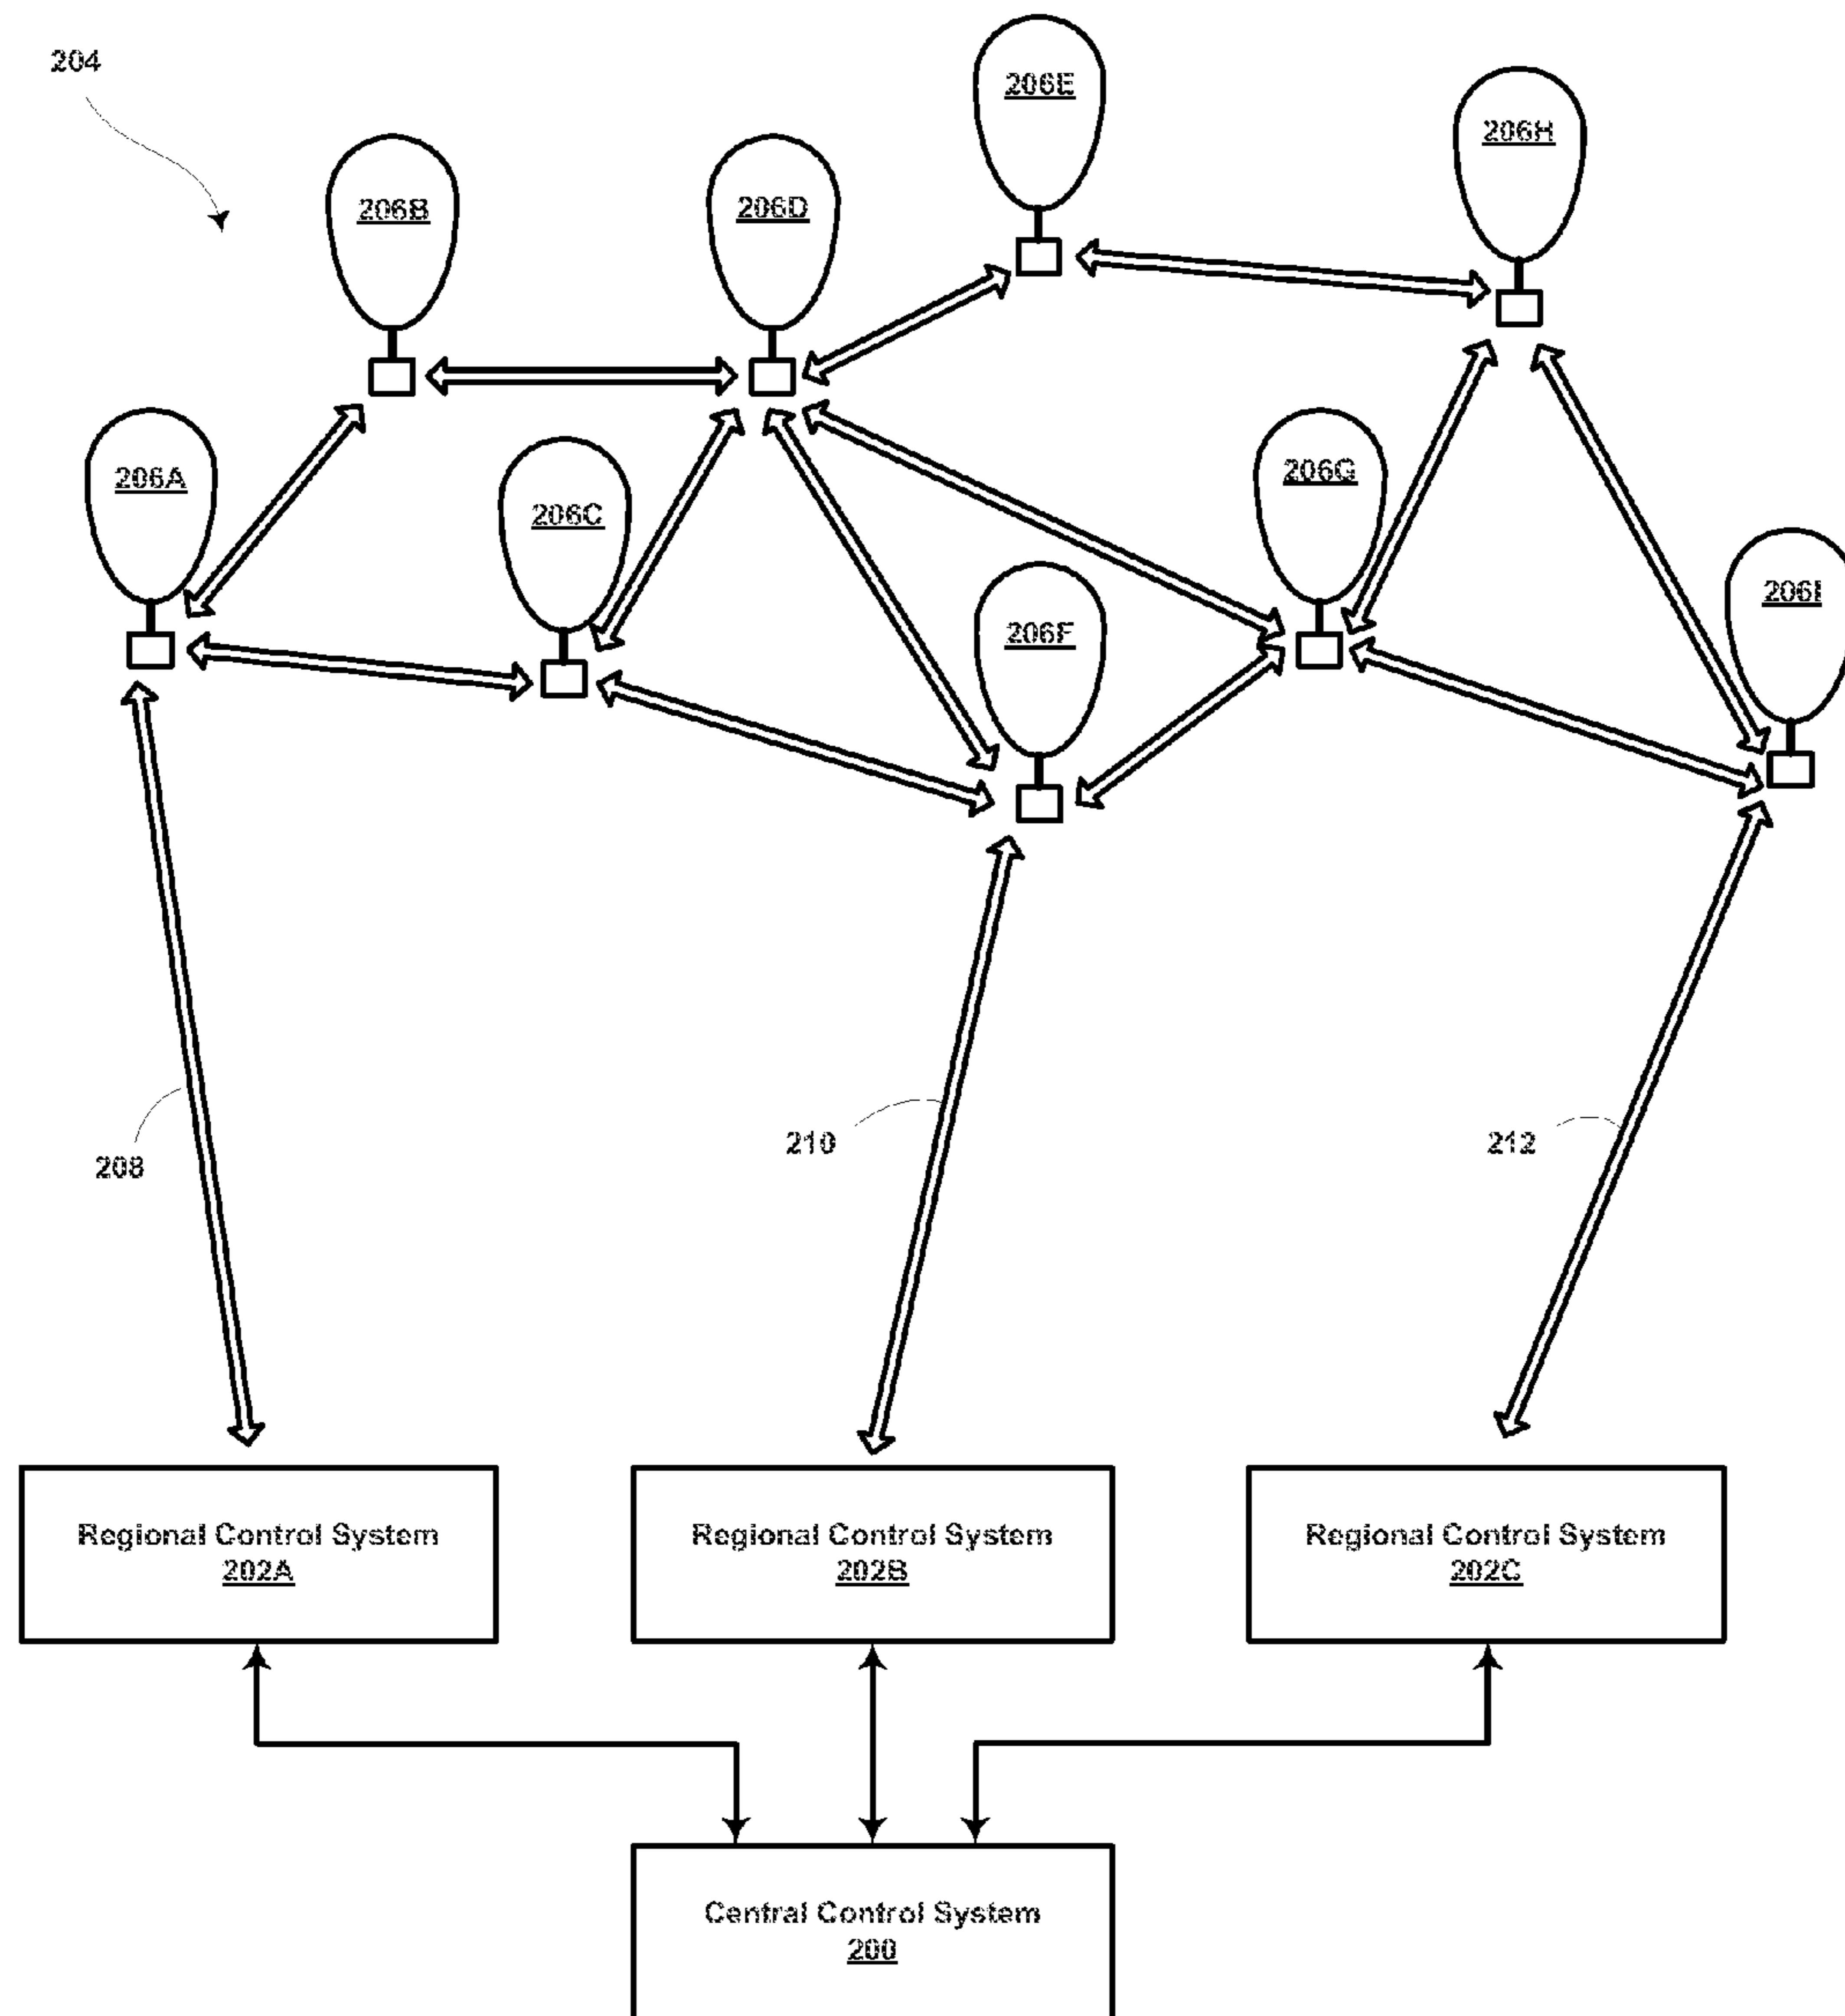 204
206E
206H
206B
206D
206A
206C
206G
206F
206I
208
210
212
Regional Control System
202A
Regional Control System
202B
Regional Control System
202C
Central Control System
200